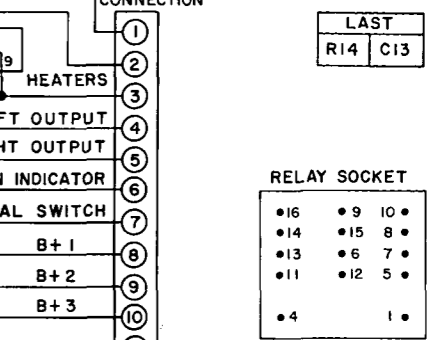 CONNECTION
1
2
9
HEATERS 3
FT OUTPUT 4
HT OUTPUT 5
N INDICATOR 6
AL SWITCH 7
B+ 1 8
B+ 2 9
B+ 3 10
LAST
R14 C13
RELAY SOCKET
16 9 10
14 15 8
13 6 7
11 12 5
4 1